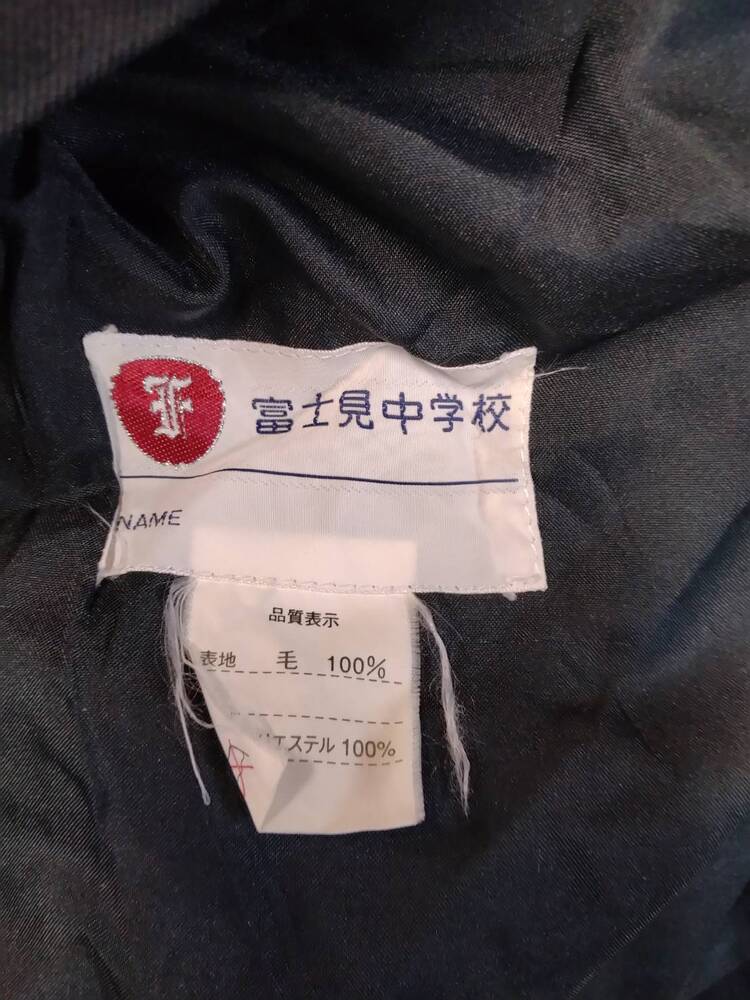 F 富士見中学校
NAME
品質表示
表地 毛 100%
エステル 100%